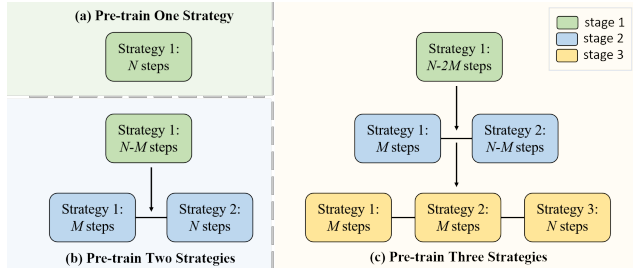 (a) Pre-train One Strategy
Strategy 1:
N steps
Strategy 1:
N-M steps
Strategy 1:
M steps
Strategy 2:
N steps
(b) Pre-train Two Strategies
Strategy 1:
N-2M steps
Strategy 1:
M steps
Strategy 2:
N-M steps
Strategy 1:
M steps
Strategy 2:
M steps
Strategy 3:
N steps
(c) Pre-train Three Strategies
stage 1
stage 2
stage 3